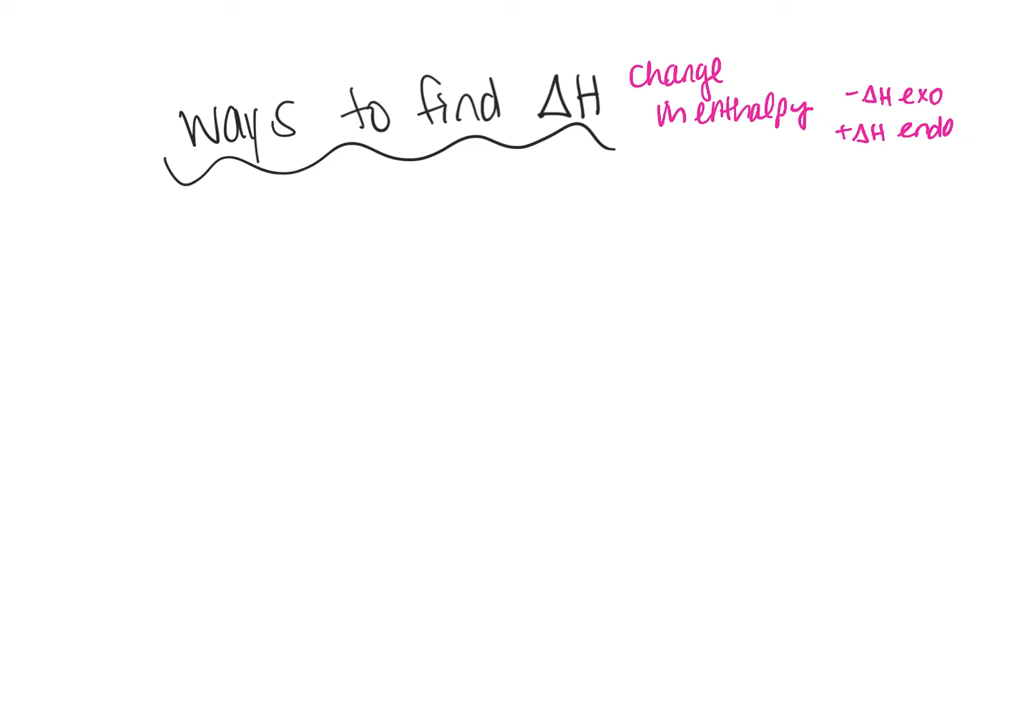 ways to find ΔH
change
in enthalpy
-ΔH exo
+ΔH endo